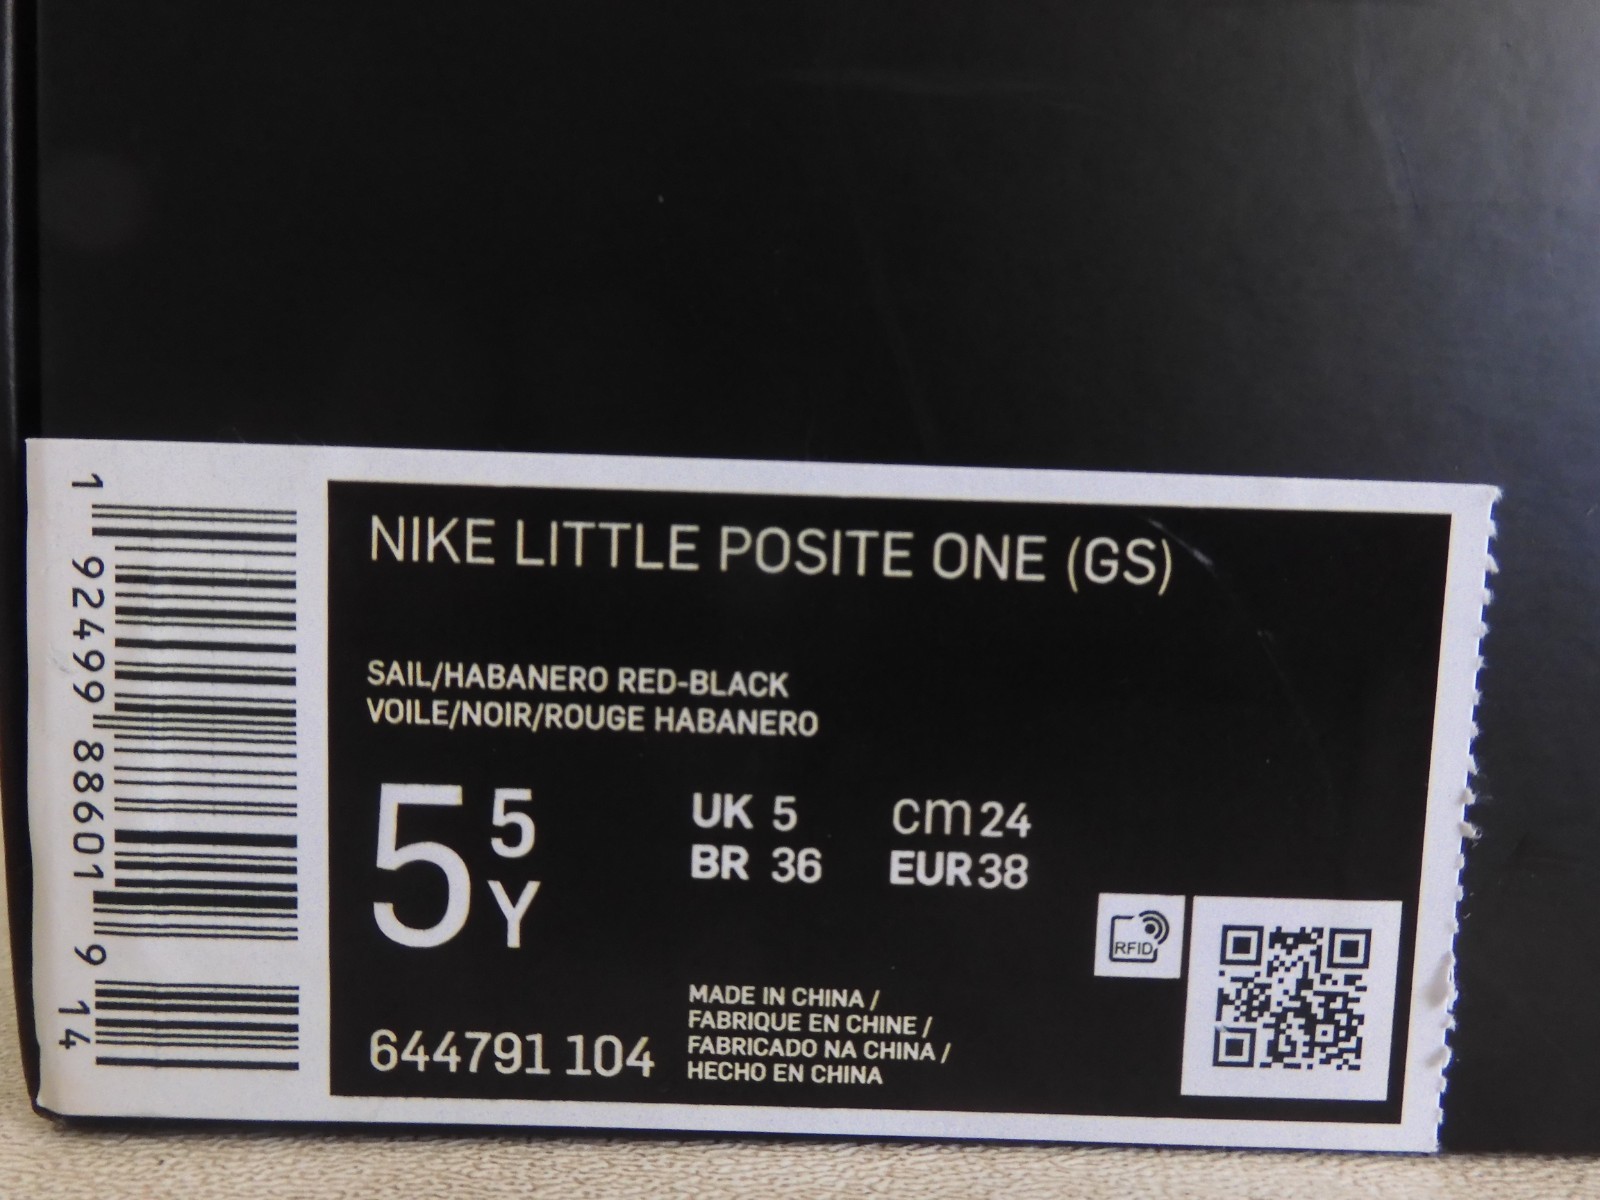 1 92499 88601 9 14
NIKE LITTLE POSITE ONE (GS)
SAIL/HABANERO RED-BLACK
VOILE/NOIR/ROUGE HABANERO
5 5 Y
UK 5 cm 24
BR 36 EUR 38
RFID
644791 104
MADE IN CHINA /
FABRIQUE EN CHINE /
FABRICADO NA CHINA /
HECHO EN CHINA